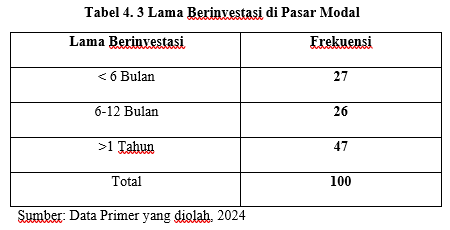 Tabel 4. 3 Lama Berinvestasi di Pasar Modal
Lama Berinvestasi Frekuensi
< 6 Bulan 27
6-12 Bulan 26
>1 Tahun 47
Total 100
Sumber: Data Primer yang diolah, 2024